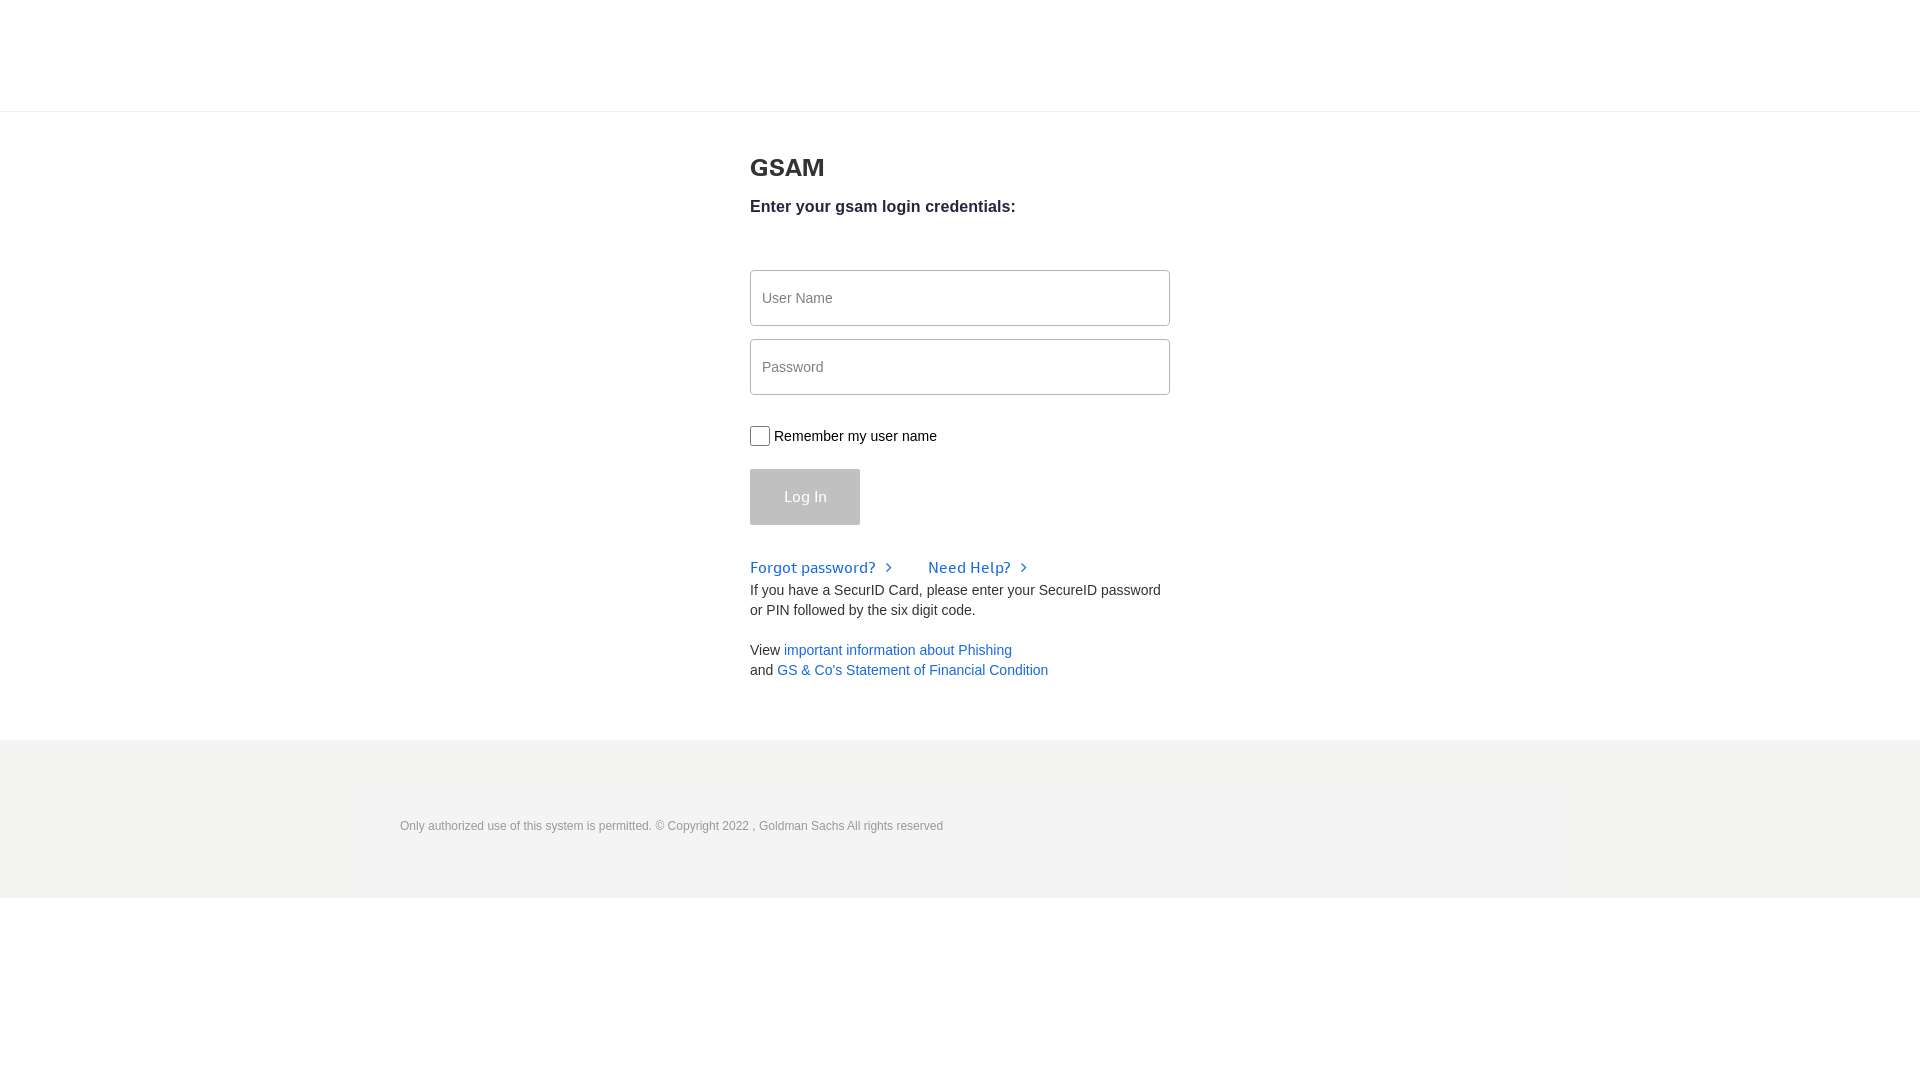 GSAM
Enter your gsam login credentials:
User Name
Password
Remember my user name
Log In
Forgot password? Need Help?
If you have a SecurID Card, please enter your SecureID password
or PIN followed by the six digit code.
View important information about Phishing
and GS & Co's Statement of Financial Condition
Only authorized use of this system is permitted. © Copyright 2022 , Goldman Sachs All rights reserved